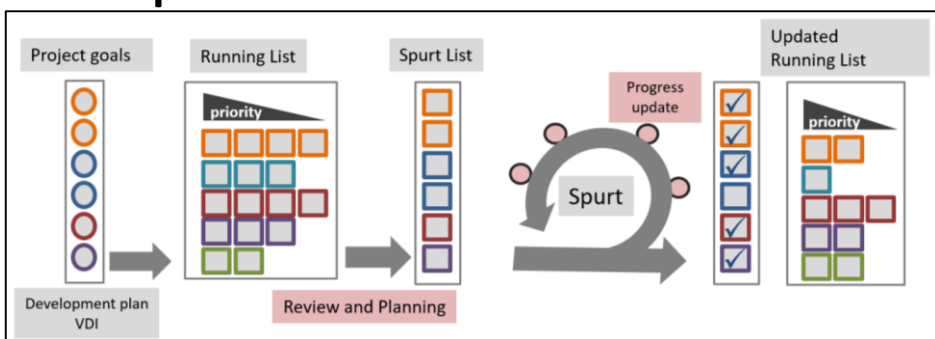 Project goals
Running List
Spurt List
Updated
Running List
Progress
update
priority
priority
Spurt
Development plan
VDI
Review and Planning